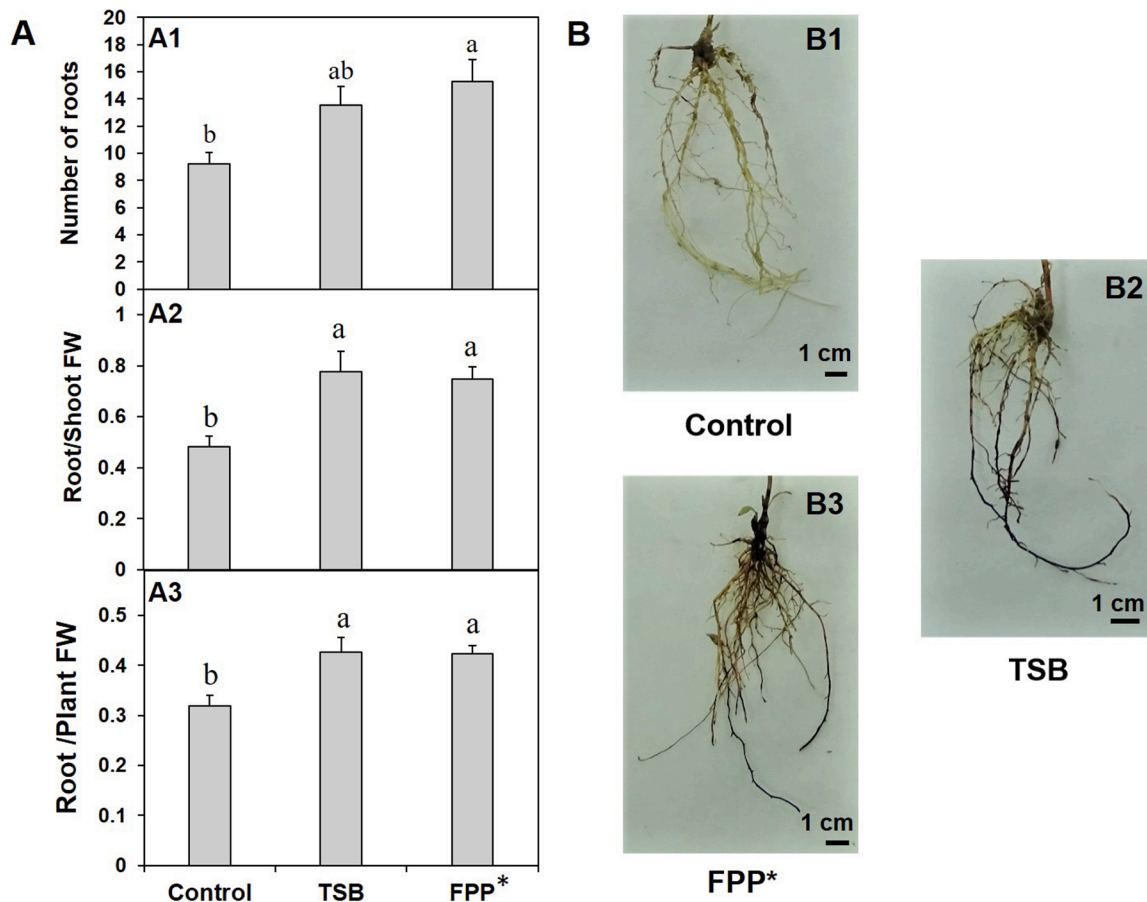 A
A1
Number of roots
20
18
16
14
12
10
8
6
4
2
0
b
ab
a
A2
Root/Shoot FW
1
0.8
0.6
0.4
0.2
0
b
a
a
A3
Root /Plant FW
0.5
0.4
0.3
0.2
0.1
0
b
a
a
Control
TSB
FPP*
B
B1
1 cm
Control
B2
1 cm
TSB
B3
1 cm
FPP*